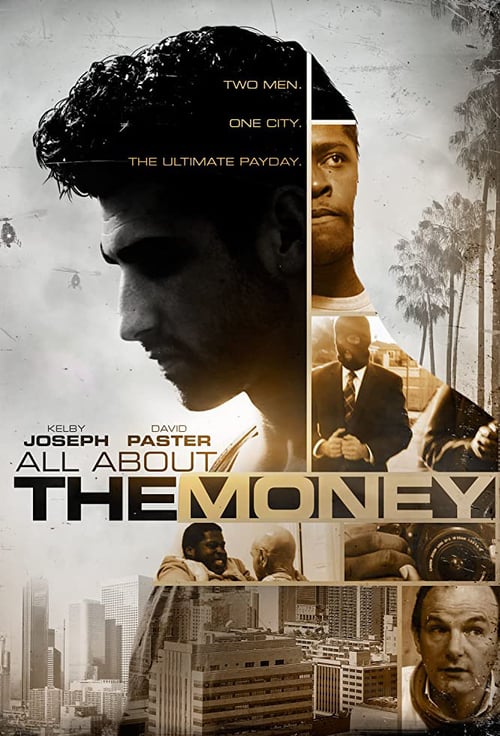 TWO MEN.
ONE CITY.
THE ULTIMATE PAYDAY.
KELBY DAVID
JOSEPH PASTER
ALL ABOUT
THE MONEY